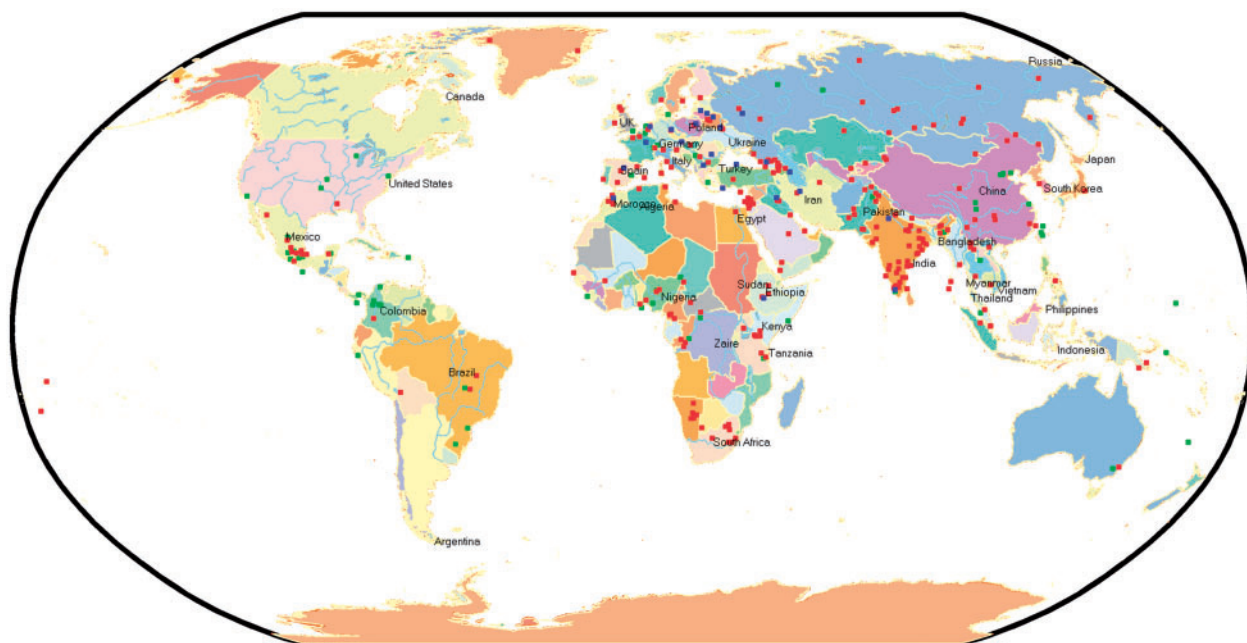 Russia
Canada
UK
Poland
Germany
Ukraine
Japan
Italy
Spain
Turkey
United States
China
South Korea
Iran
Morocco
Algeria
Pakistan
Egypt
Mexico
Bangladesh
India
Sudan
Ethiopia
Myanmar
Vietnam
Nigeria
Thailand
Colombia
Philippines
Kenya
Zaire
Indonesia
Tanzania
Brazil
South Africa
Argentina